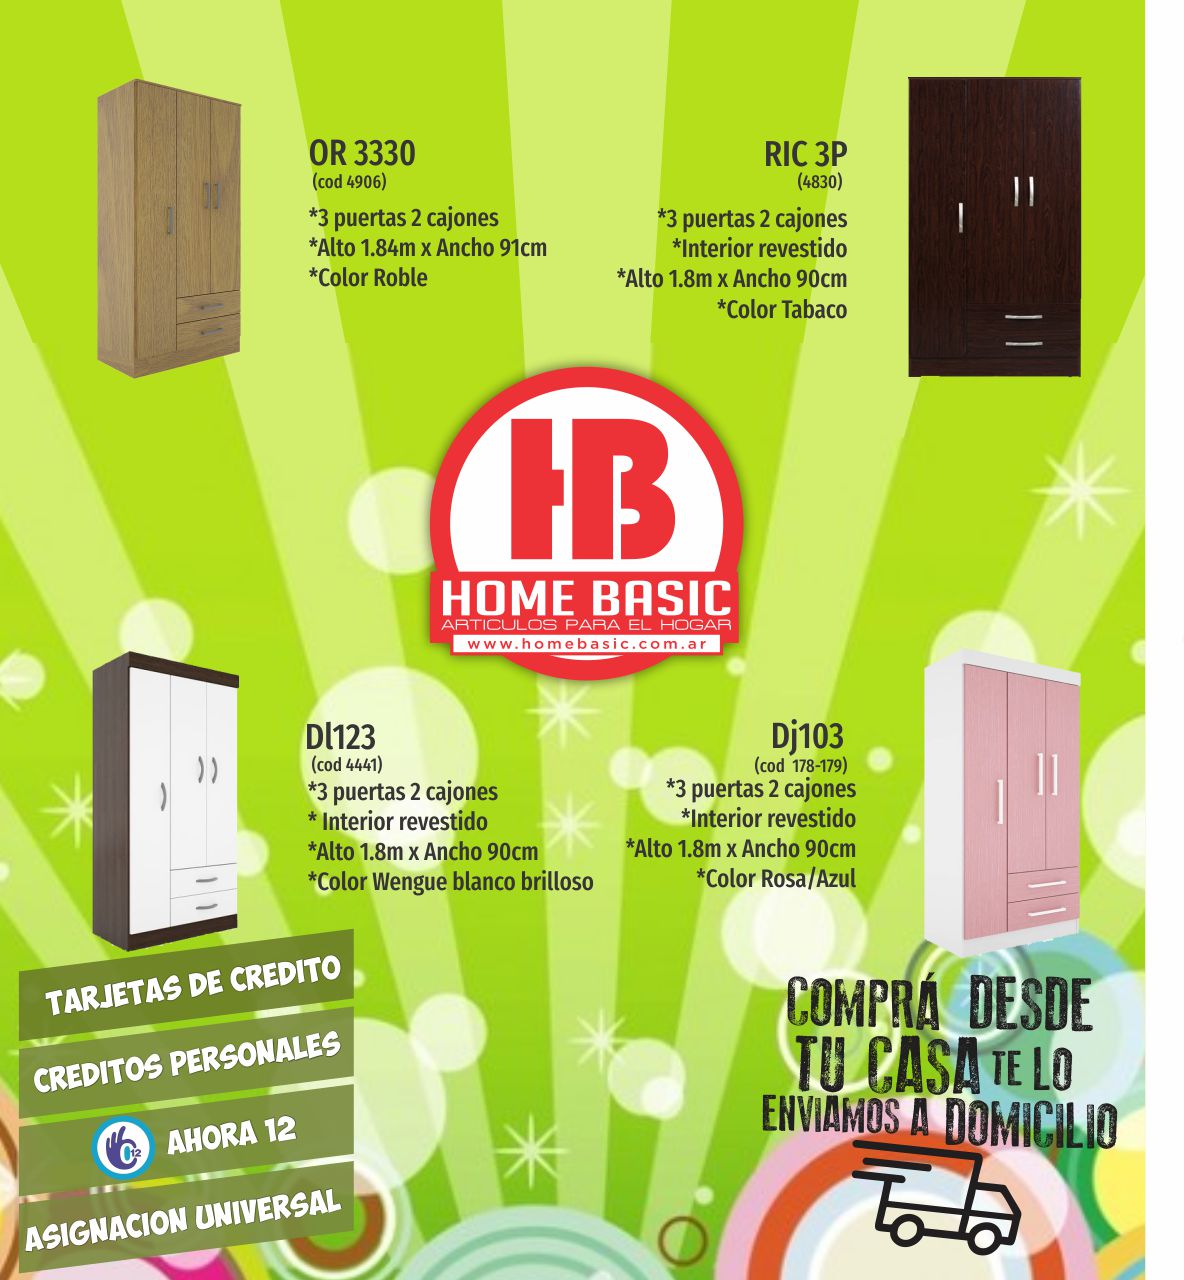 OR 3330
(cod 4906)
*3 puertas 2 cajones
*Alto 1.84m x Ancho 91cm
*Color Roble
RIC 3P
(4830)
*3 puertas 2 cajones
*Interior revestido
*Alto 1.8m x Ancho 90cm
*Color Tabaco
HB
HOME BASIC
ARTICULOS PARA EL HOGAR
www.homebasic.com.ar
Dl123
(cod 4441)
*3 puertas 2 cajones
* Interior revestido
*Alto 1.8m x Ancho 90cm
*Color Wengue blanco brilloso
Dj103
(cod 178-179)
*3 puertas 2 cajones
*Interior revestido
*Alto 1.8m x Ancho 90cm
*Color Rosa/Azul
TARJETAS DE CREDITO
CREDITOS PERSONALES
12 AHORA 12
ASIGNACION UNIVERSAL
COMPRÁ DESDE
TU CASA TE LO
ENVIAMOS A DOMICILIO